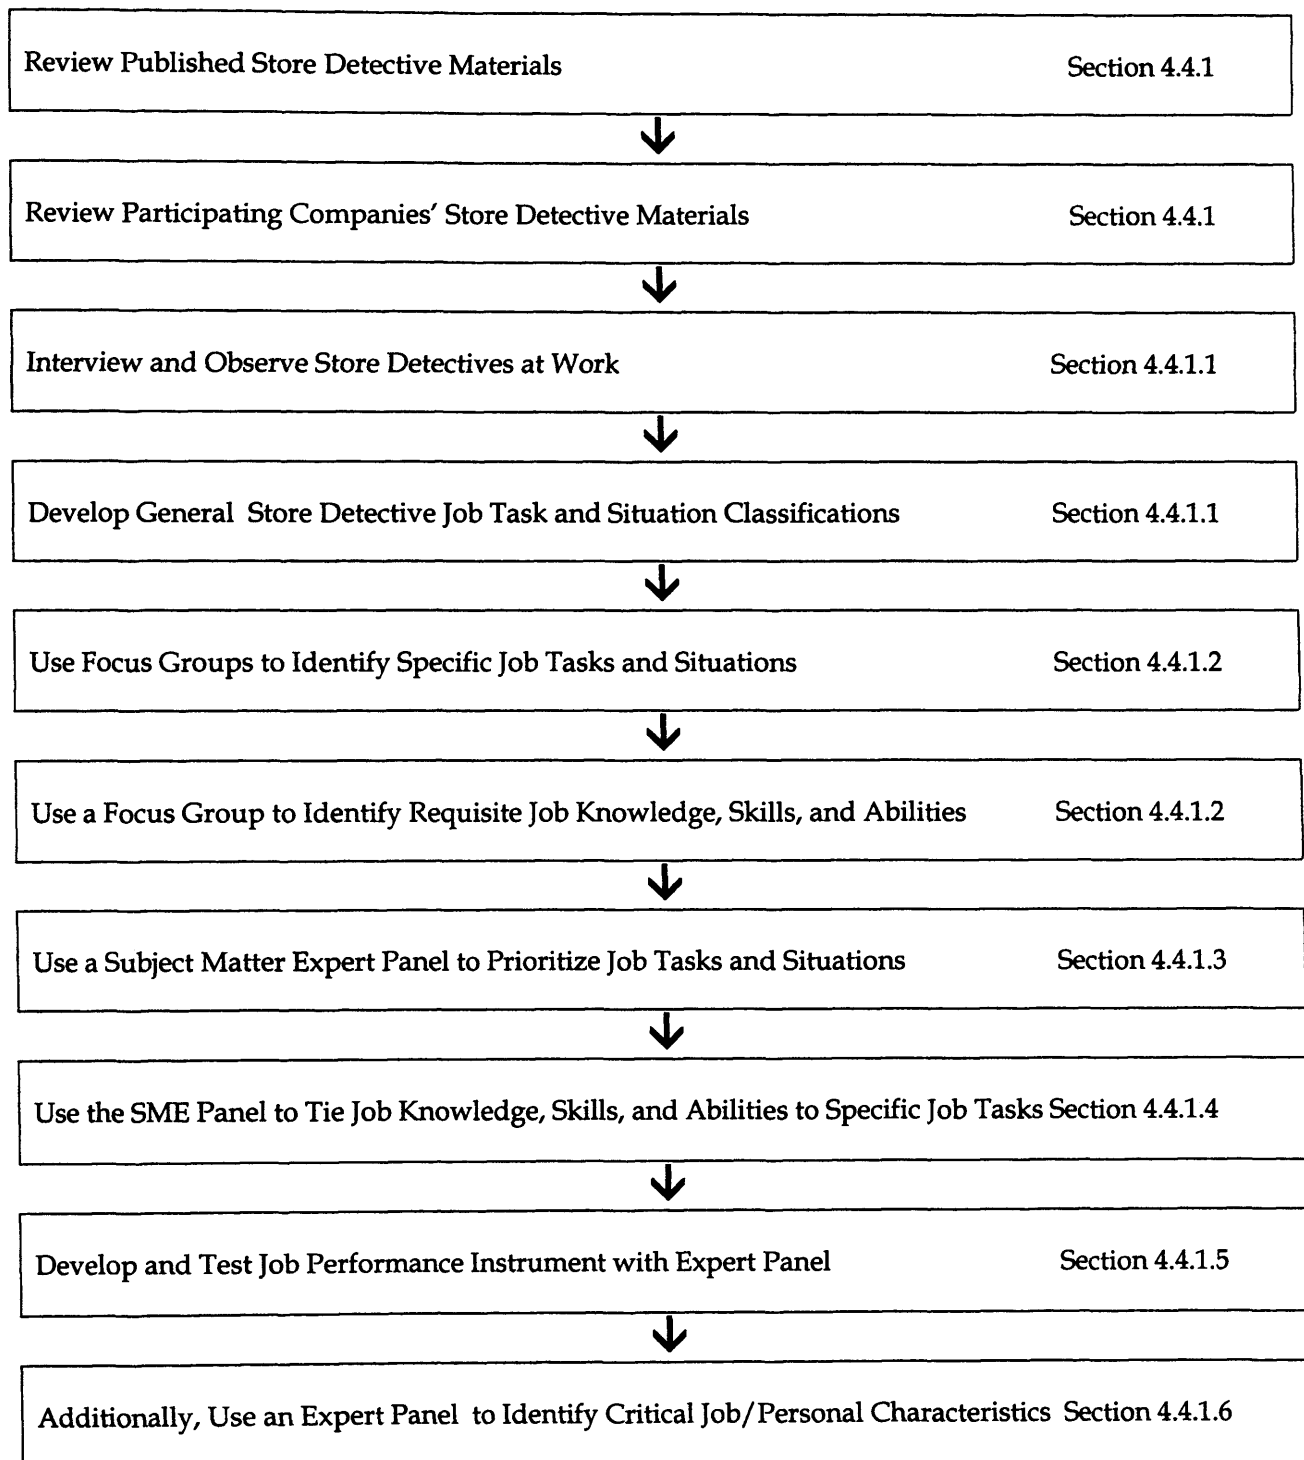 Review Published Store Detective Materials Section 4.4.1
Review Participating Companies' Store Detective Materials Section 4.4.1
Interview and Observe Store Detectives at Work Section 4.4.1.1
Develop General Store Detective Job Task and Situation Classifications Section 4.4.1.1
Use Focus Groups to Identify Specific Job Tasks and Situations Section 4.4.1.2
Use a Focus Group to Identify Requisite Job Knowledge, Skills, and Abilities Section 4.4.1.2
Use a Subject Matter Expert Panel to Prioritize Job Tasks and Situations Section 4.4.1.3
Use the SME Panel to Tie Job Knowledge, Skills, and Abilities to Specific Job Tasks Section 4.4.1.4
Develop and Test Job Performance Instrument with Expert Panel Section 4.4.1.5
Additionally, Use an Expert Panel to Identify Critical Job/Personal Characteristics Section 4.4.1.6